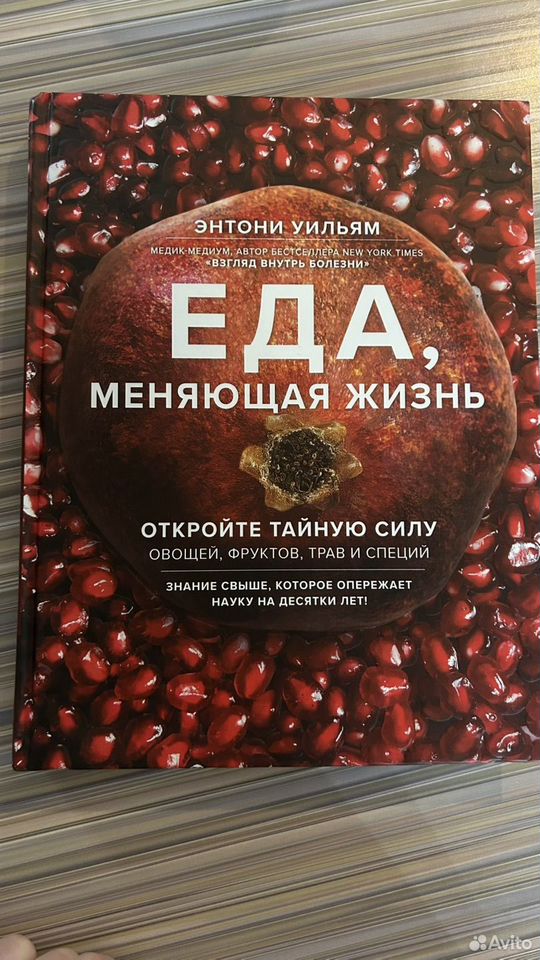 ЭНТОНИ УИЛЬЯМ
МЕДИК-МЕДИУМ, АВТОР БЕСТСЕЛЛЕРА NEW YORK TIMES
«ВЗГЛЯД ВНУТРЬ БОЛЕЗНИ»
ЕДА,
МЕНЯЮЩАЯ ЖИЗНЬ
ОТКРОЙТЕ ТАЙНУЮ СИЛУ
ОВОЩЕЙ, ФРУКТОВ, ТРАВ И СПЕЦИЙ
ЗНАНИЕ СВЫШЕ, КОТОРОЕ ОПЕРЕЖАЕТ
НАУКУ НА ДЕСЯТКИ ЛЕТ!
Avito